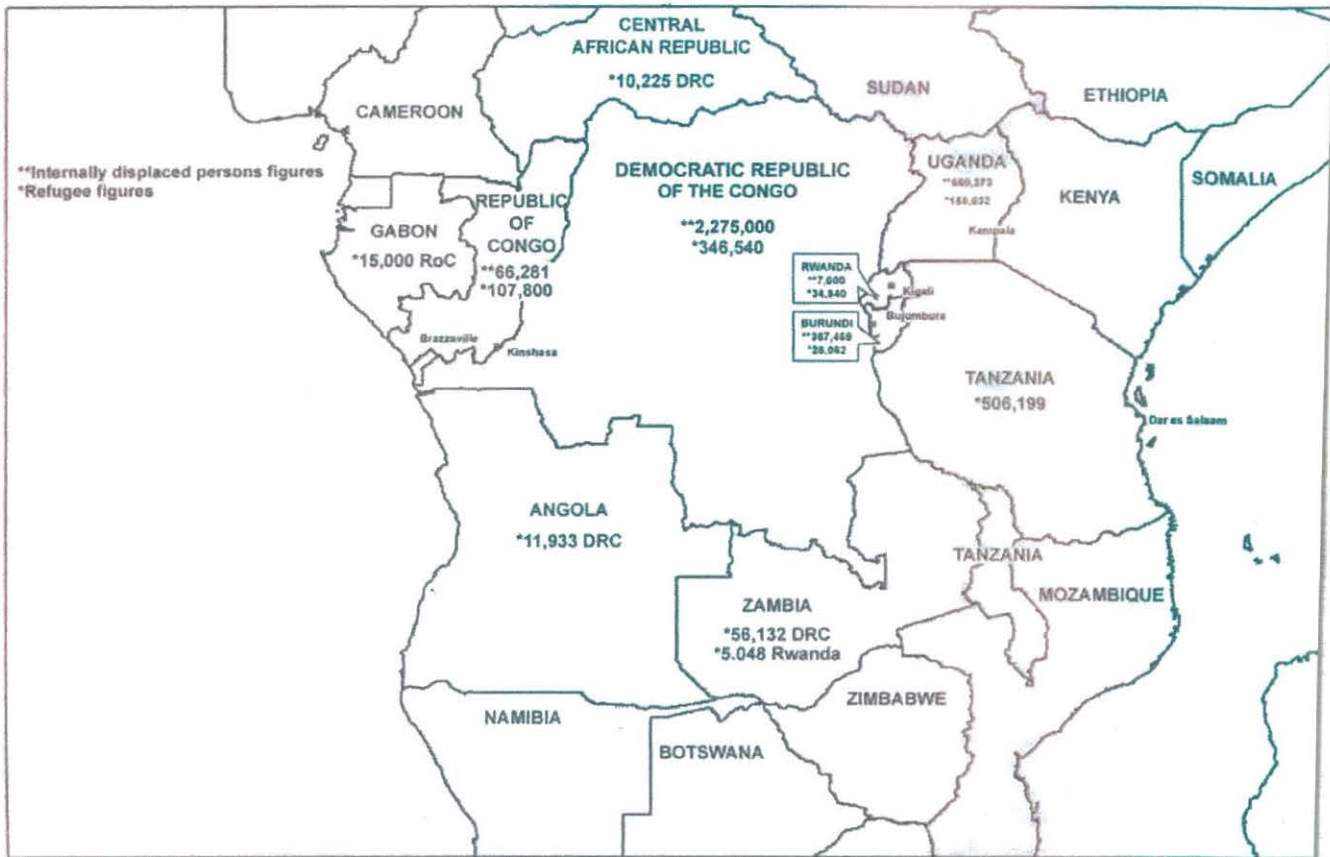 CENTRAL
AFRICAN REPUBLIC
*10,225 DRC
SUDAN
ETHIOPIA
CAMEROON
**Internally displaced persons figures
*Refugee figures
DEMOCRATIC REPUBLIC
OF THE CONGO
**2,275,000
*346,540
UGANDA
KENYA
SOMALIA
Kampala
REPUBLIC
OF
CONGO
**66,281
*107,800
GABON
*15,000 RoC
RWANDA
**7,000
*34,840
Kigali
Bujumbura
BURUNDI
Brazzaville
Kinshasa
TANZANIA
*506,199
Dar es Salaam
ANGOLA
*11,933 DRC
TANZANIA
MOZAMBIQUE
ZAMBIA
*56,132 DRC
*5.048 Rwanda
ZIMBABWE
NAMIBIA
BOTSWANA